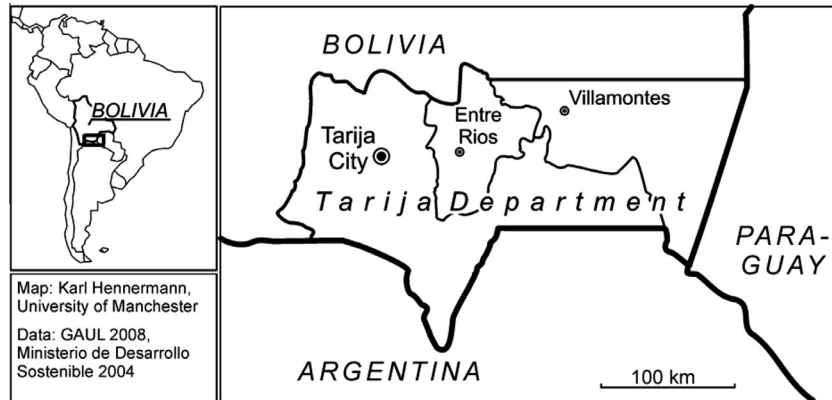 BOLIVIA
Map: Karl Hennermann,
University of Manchester
Data: GAUL 2008,
Ministerio de Desarrollo
Sostenible 2004
BOLIVIA
Villamontes
Entre
Rios
Tarija
City
Tarija Department
PARA-
GUAY
ARGENTINA
100 km